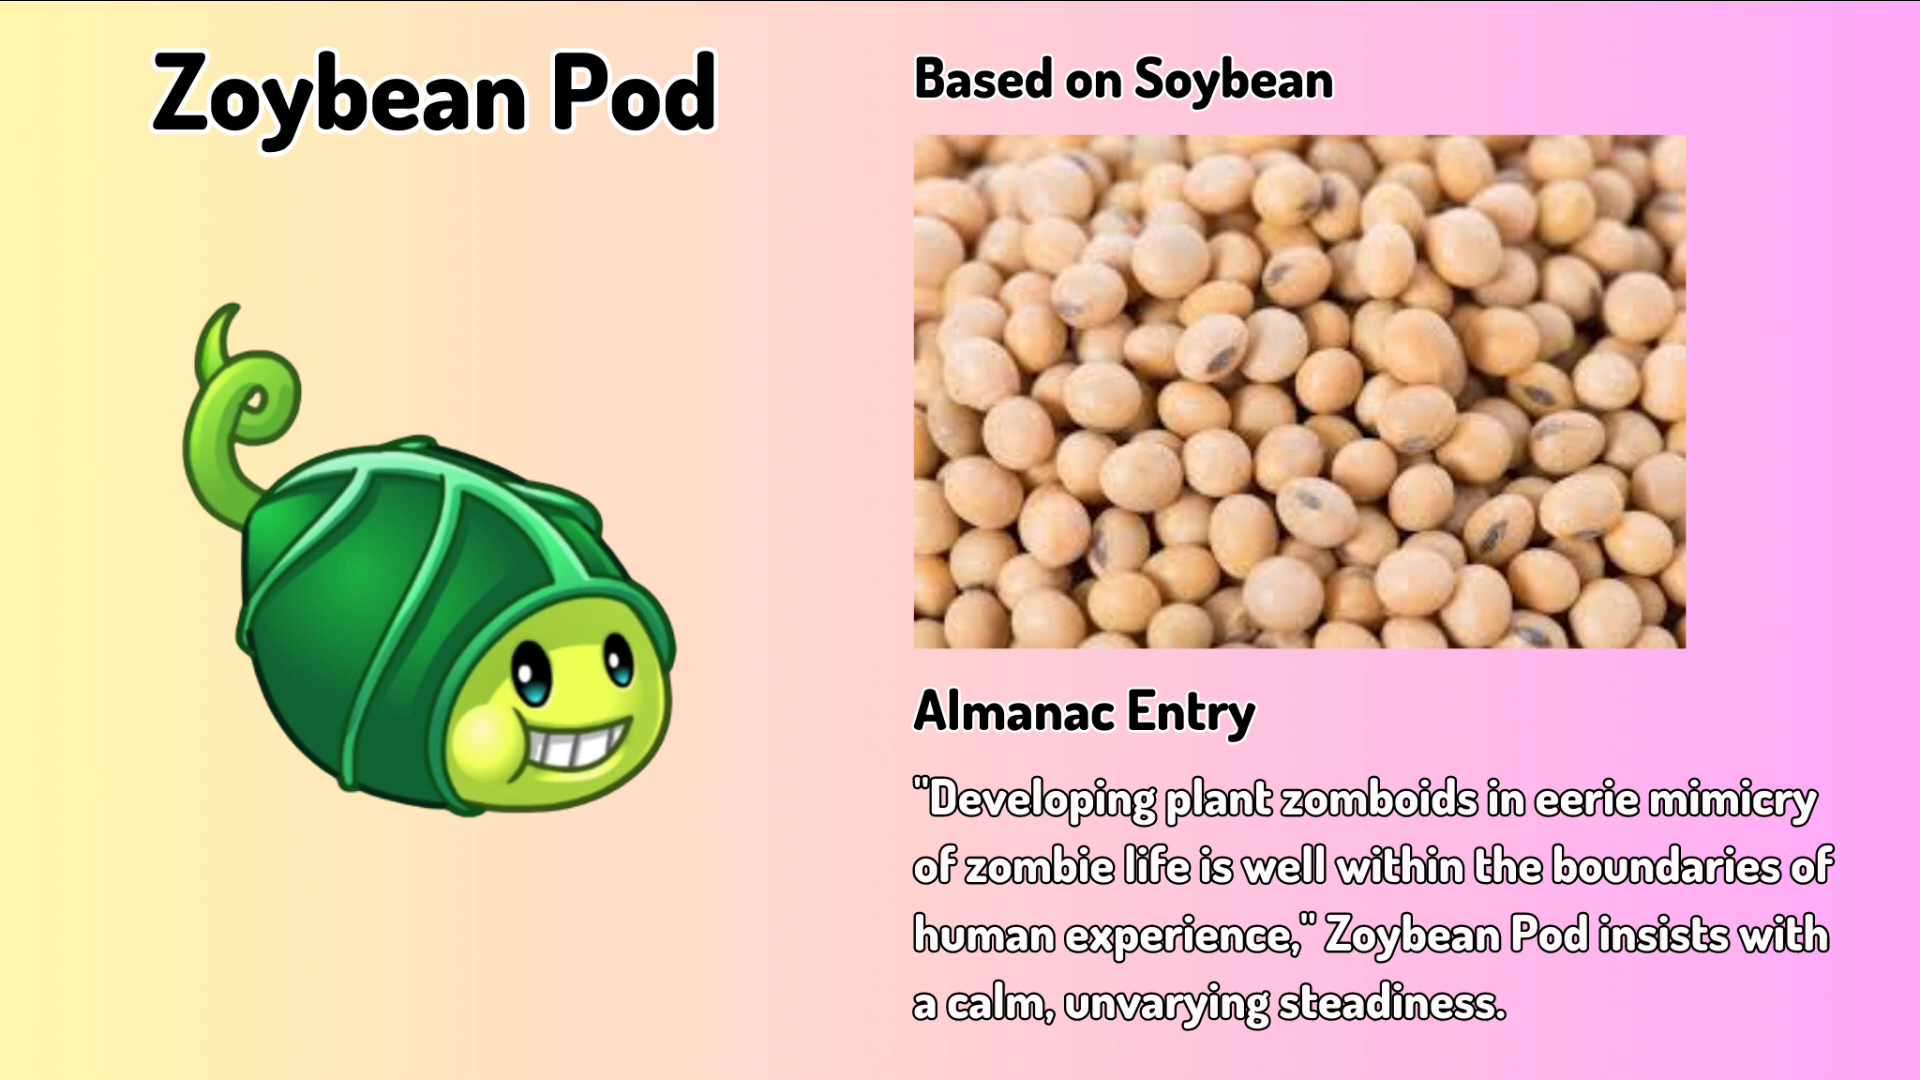 Zoybean Pod
Based on Soybean
Almanac Entry
"Developing plant zomboids in eerie mimicry
of zombie life is well within the boundaries of
human experience," Zoybean Pod insists with
a calm, unvarying steadiness.